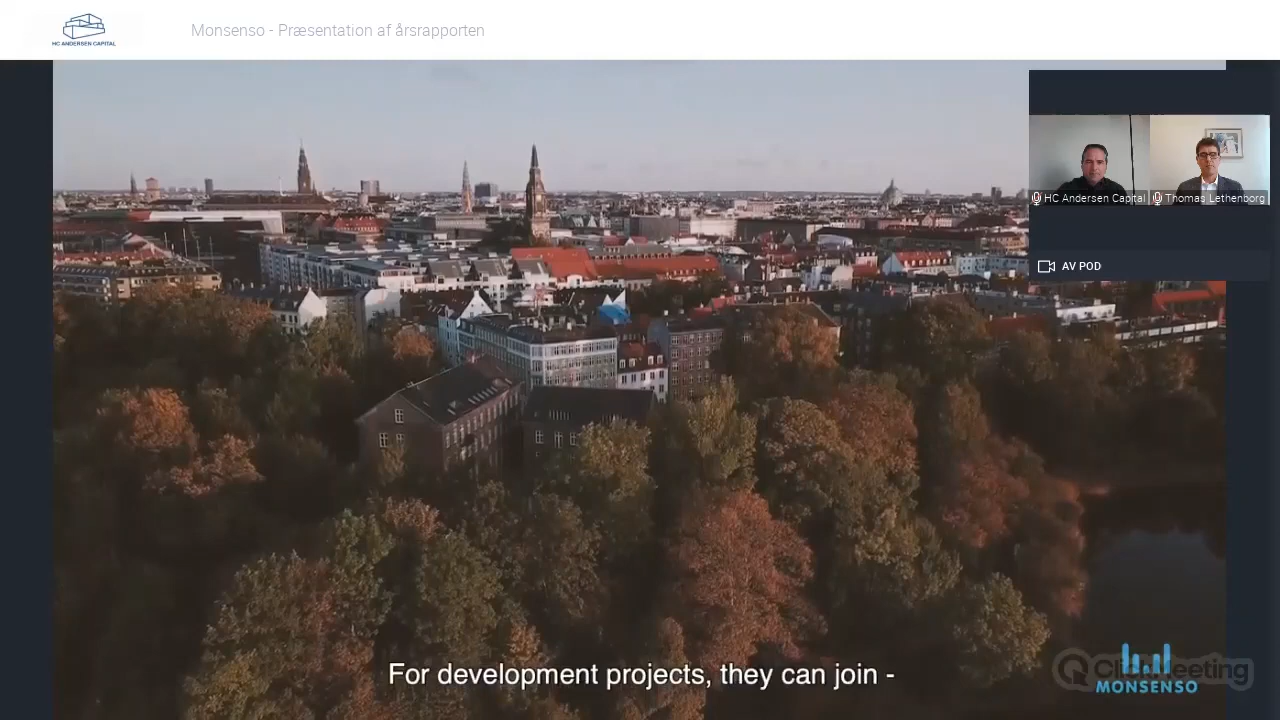 HC ANDERSEN CAPITAL
Monsenso - Præsentation af årsrapporten
HC Andersen Capital
Thomas Lethenborg
AV POD
For development projects, they can join -
ClickMeeting
MONSENSO